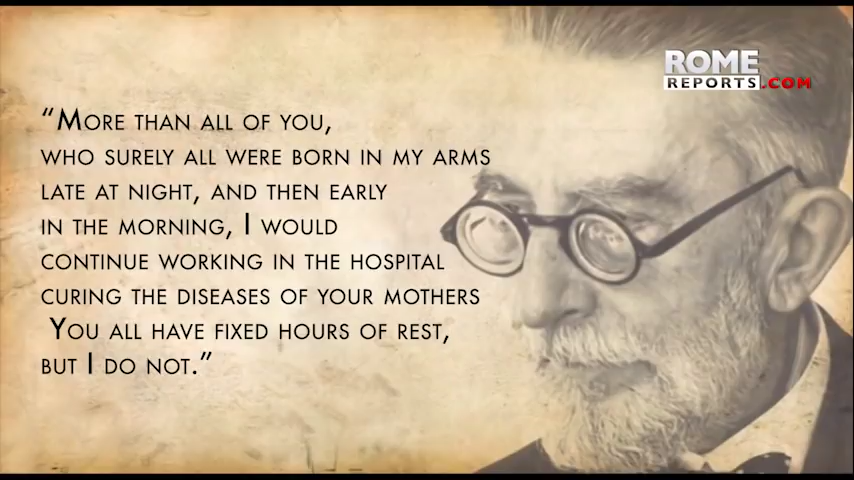 ROME
REPORTS.COM
“MORE THAN ALL OF YOU,
WHO SURELY ALL WERE BORN IN MY ARMS
LATE AT NIGHT, AND THEN EARLY
IN THE MORNING, I WOULD
CONTINUE WORKING IN THE HOSPITAL
CURING THE DISEASES OF YOUR MOTHERS
YOU ALL HAVE FIXED HOURS OF REST,
BUT I DO NOT.”